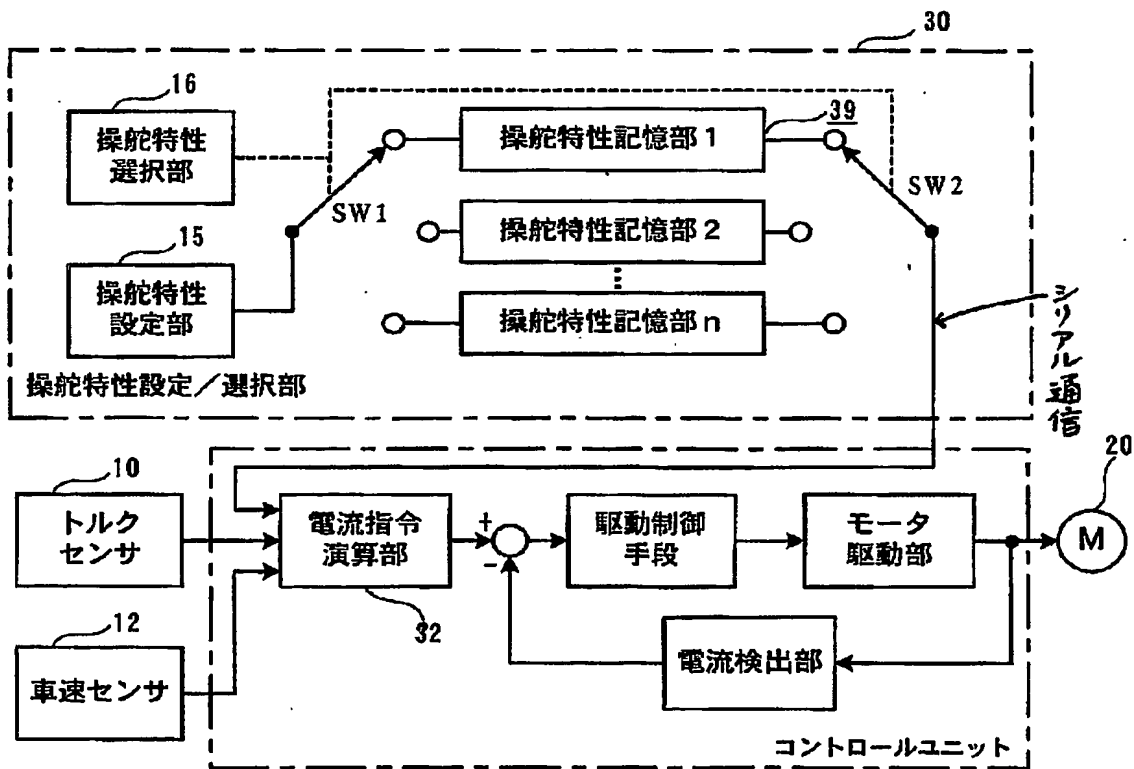 30
16
操舵特性
選択部
39
操舵特性記憶部1
SW1
SW2
操舵特性記憶部2
15
操舵特性
設定部
操舵特性記憶部n
操舵特性設定/選択部
シリアル通信
10
トルク
センサ
電流指令
演算部
32
+
-
駆動制御
手段
モータ
駆動部
20
M
12
車速センサ
電流検出部
コントロールユニット